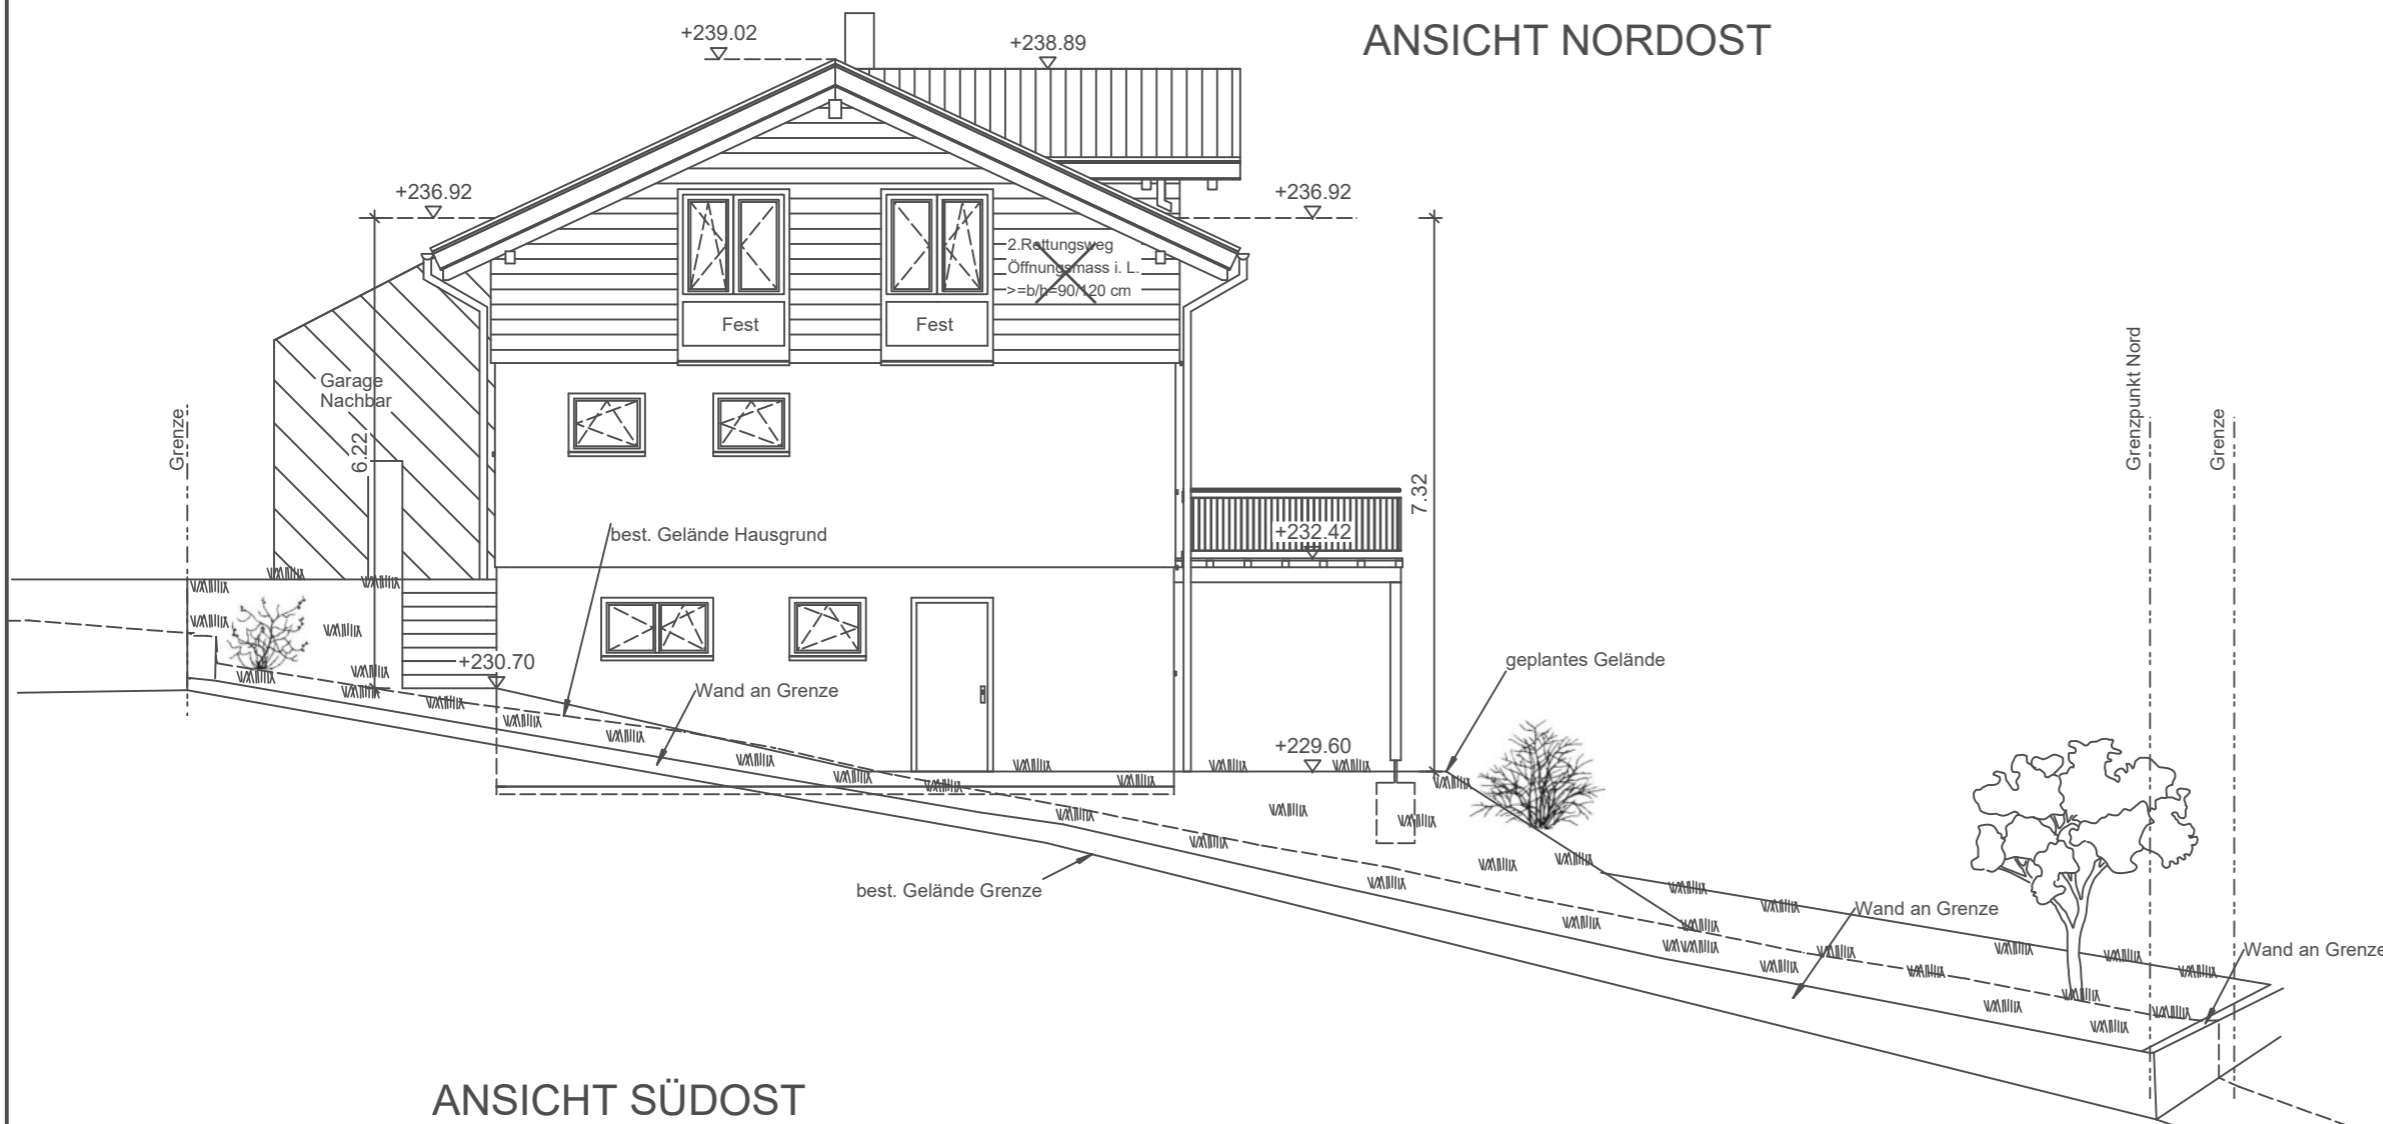 ANSICHT NORDOST
+239.02
+238.89
+236.92
+236.92
2.Rettungsweg
Öffnungsmass i. L.
>=b/h=90/120 cm
Fest
Fest
Garage
Nachbar
Grenze
6.22
7.32
Grenzpunkt Nord
Grenze
best. Gelände Hausgrund
+232.42
+230.70
Wand an Grenze
geplantes Gelände
+229.60
best. Gelände Grenze
Wand an Grenze
Wand an Grenze
ANSICHT SÜDOST